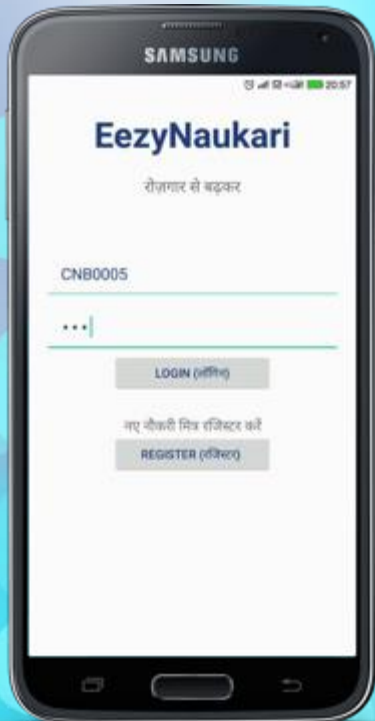 SAMSUNG
20:57
EezyNaukari
रोज़गार से बढ़कर
CNB0005
•••
LOGIN (लॉगिन)
नए नौकरी मित्र रजिस्टर करें
REGISTER (रजिस्टर)